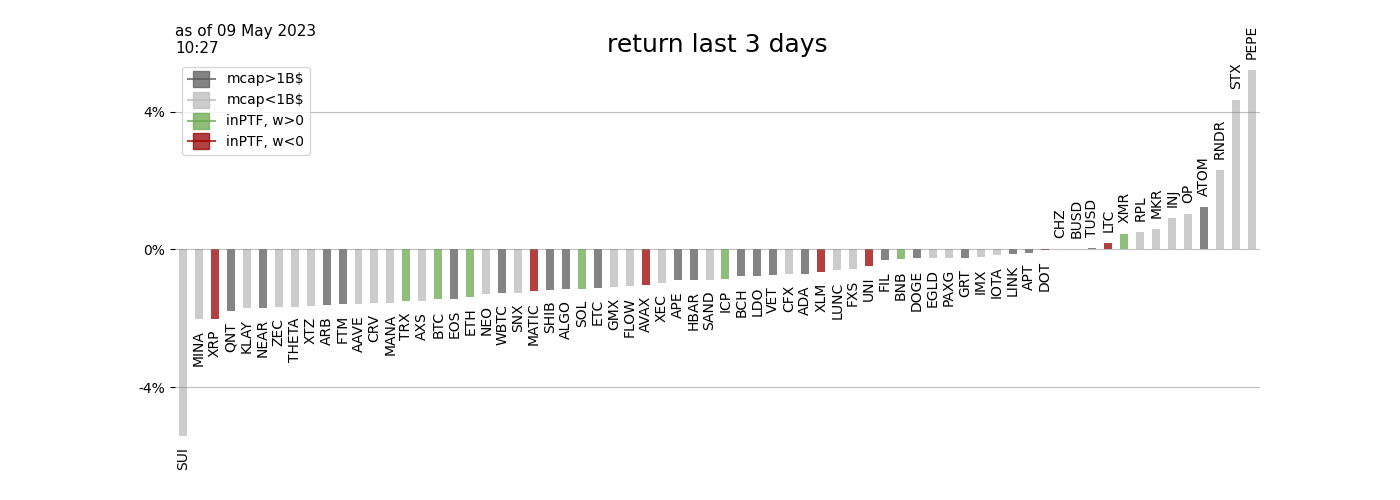 as of 09 May 2023
10:27
return last 3 days
mcap>1B$
mcap<1B$
inPTF, w>0
inPTF, w<0
4%
0%
-4%
SUI
MINA
XRP
QNT
KLAY
NEAR
ZEC
THETA
XTZ
ARB
FTM
AAVE
CRV
MANA
TRX
AXS
BTC
EOS
ETH
NEO
WBTC
SNX
MATIC
SHIB
ALGO
SOL
ETC
GMX
FLOW
AVAX
XEC
APE
HBAR
SAND
ICP
BCH
LDO
VET
CFX
ADA
XLM
LUNC
FXS
UNI
FIL
BNB
DOGE
EGLD
PAXG
GRT
IMX
IOTA
LINK
APT
DOT
CHZ
BUSD
TUSD
LTC
XMR
RPL
MKR
INJ
OP
ATOM
RNDR
STX
PEPE